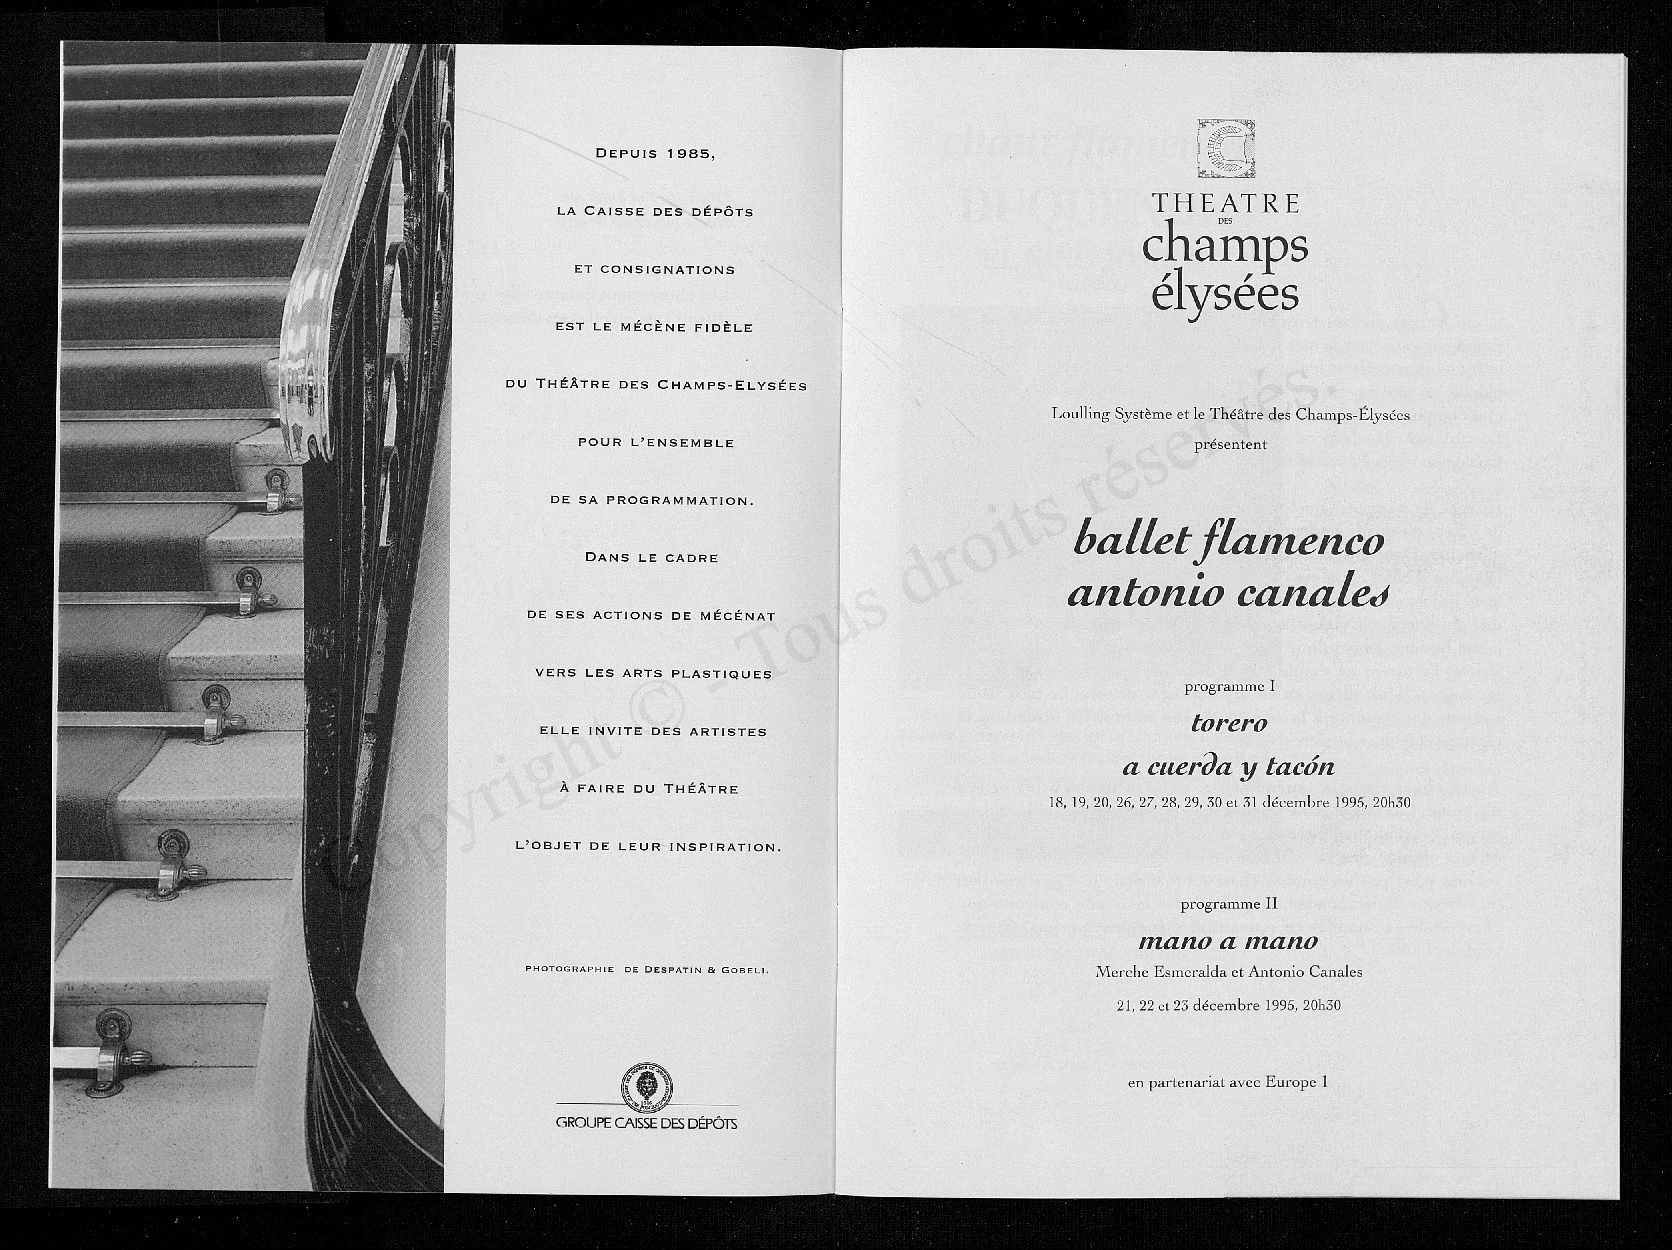 DEPUIS 1985,
LA CAISSE DES DÉPÔTS
ET CONSIGNATIONS
EST LE MÉCÈNE FIDÈLE
DU THÉÂTRE DES CHAMPS-ELYSÉES
POUR L'ENSEMBLE
DE SA PROGRAMMATION.
DANS LE CADRE
DE SES ACTIONS DE MÉCÉNAT
VERS LES ARTS PLASTIQUES
ELLE INVITE DES ARTISTES
À FAIRE DU THÉÂTRE
L'OBJET DE LEUR INSPIRATION.
PHOTOGRAPHIE DE DESPATIN & GOBELI.
GROUPE CAISSE DES DÉPÔTS
THEATRE
DES
champs
élysées
Loulling Système et le Théâtre des Champs-Élysées
présentent
ballet flamenco
antonio canales
programme I
torero
a cuerda y tacón
18, 19, 20, 26, 27, 28, 29, 30 et 31 décembre 1995, 20h30
programme II
mano a mano
Merche Esmeralda et Antonio Canales
21, 22 et 23 décembre 1995, 20h30
en partenariat avec Europe 1
Copyright © - Tous droits réservés.